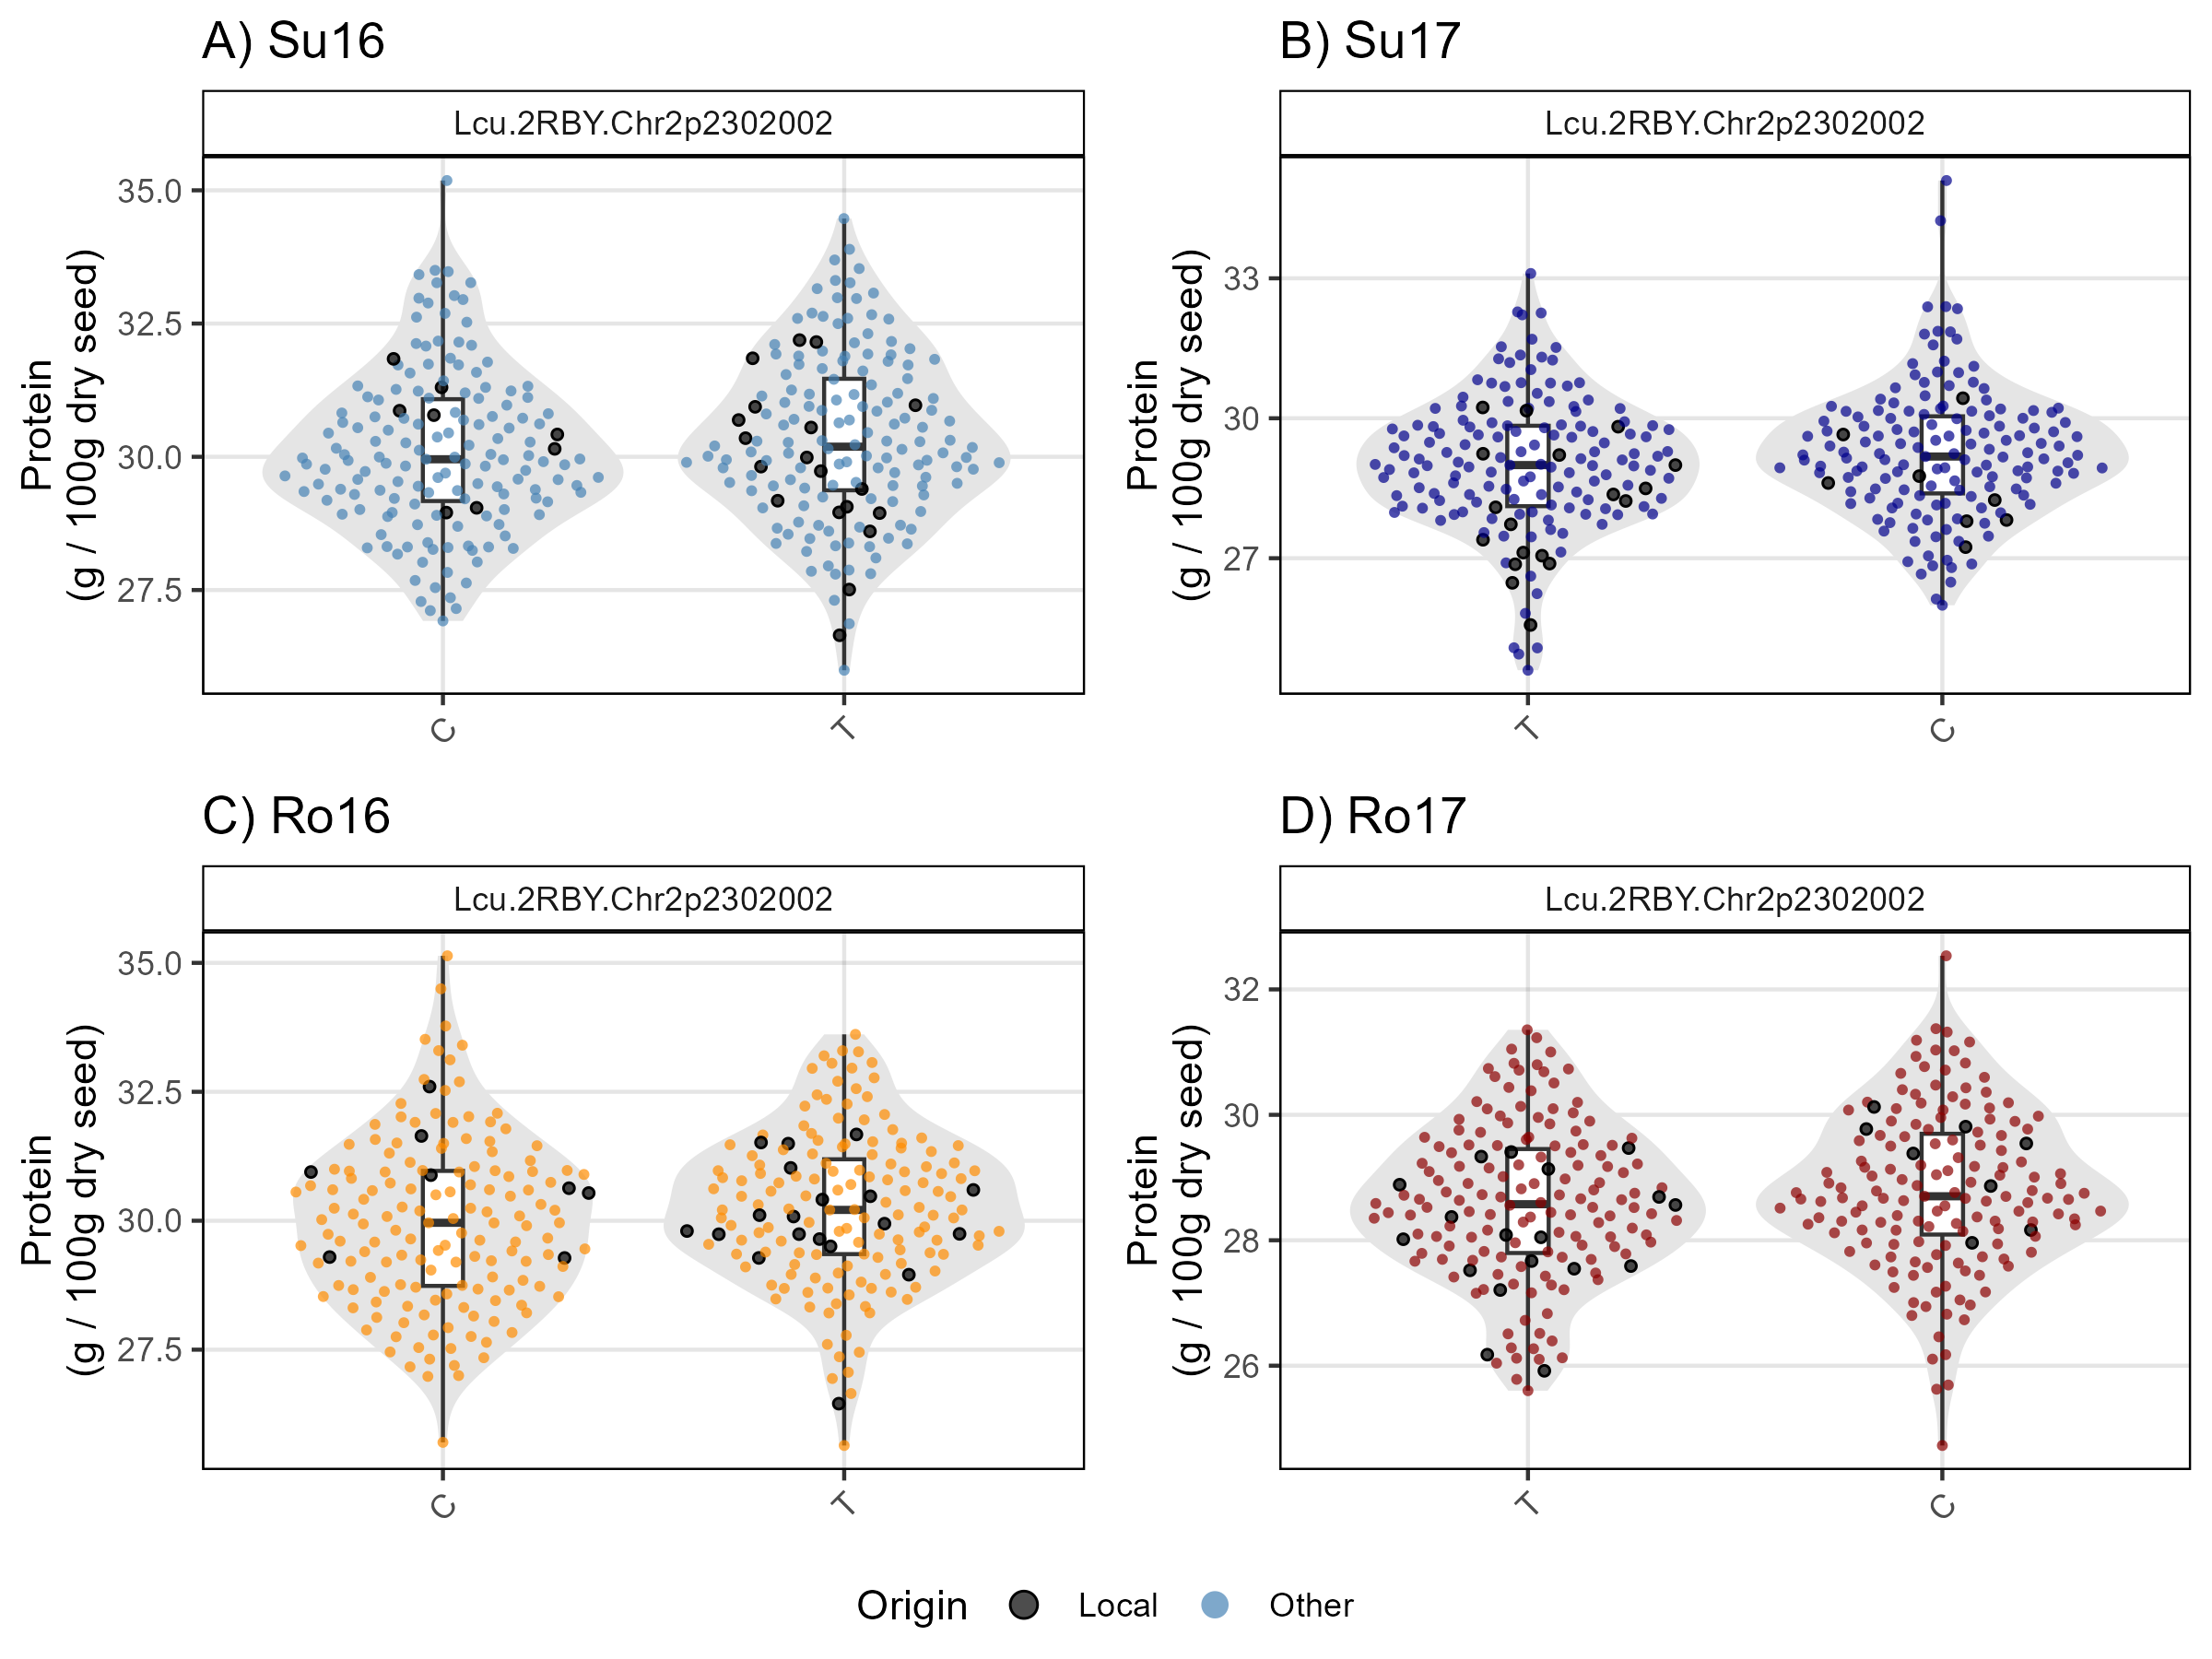 A) Su16
Lcu.2RBY.Chr2p2302002
Protein
(g / 100g dry seed)
35.0
32.5
30.0
27.5
C
T
B) Su17
Lcu.2RBY.Chr2p2302002
Protein
(g / 100g dry seed)
33
30
27
T
C
C) Ro16
Lcu.2RBY.Chr2p2302002
Protein
(g / 100g dry seed)
35.0
32.5
30.0
27.5
C
T
D) Ro17
Lcu.2RBY.Chr2p2302002
Protein
(g / 100g dry seed)
32
30
28
26
T
C
Origin
Local
Other